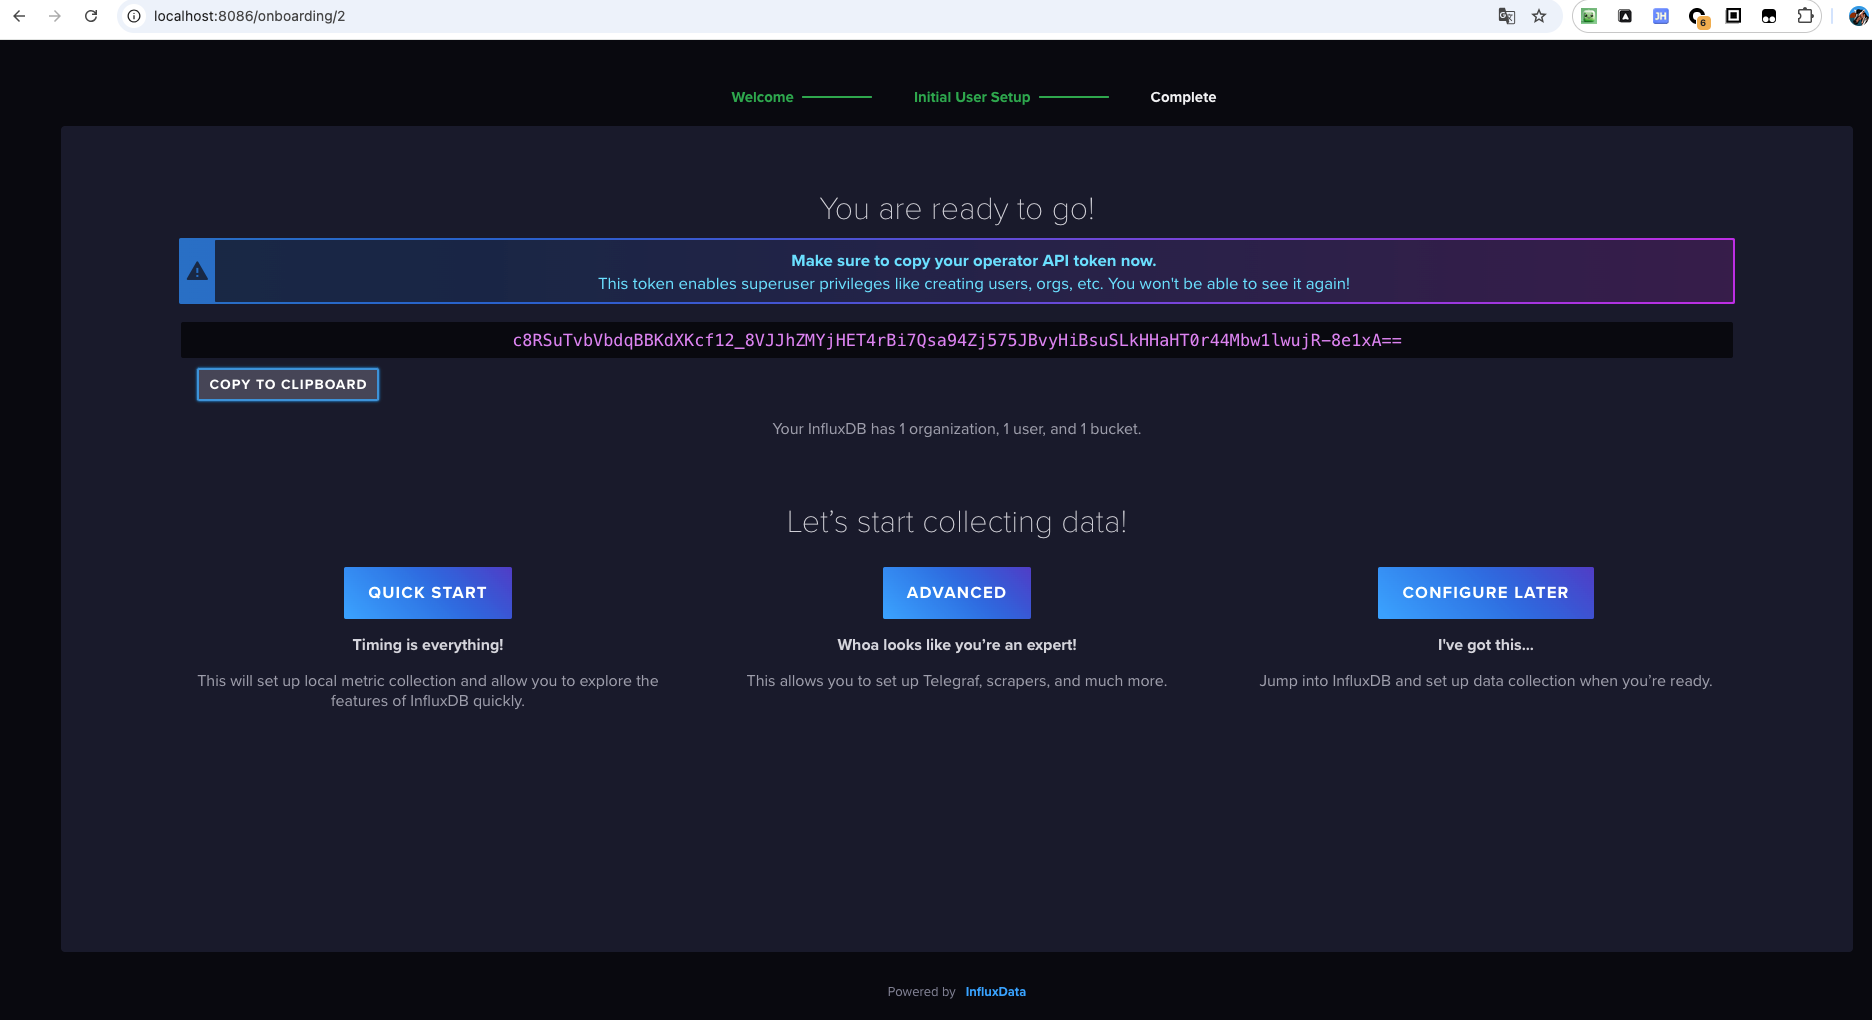 localhost:8086/onboarding/2
JH
6
Welcome
Initial User Setup
Complete
You are ready to go!
Make sure to copy your operator API token now.
This token enables superuser privileges like creating users, orgs, etc. You won't be able to see it again!
c8RSuTvbVbdqBBKdXKcf12_8VJJhZMYjHET4rBi7Qsa94Zj575JBvyHiBsuSLkHHaHT0r44Mbw1lwujR-8e1xA==
COPY TO CLIPBOARD
Your InfluxDB has 1 organization, 1 user, and 1 bucket.
Let’s start collecting data!
QUICK START
Timing is everything!
This will set up local metric collection and allow you to explore the
features of InfluxDB quickly.
ADVANCED
Whoa looks like you’re an expert!
This allows you to set up Telegraf, scrapers, and much more.
CONFIGURE LATER
I've got this...
Jump into InfluxDB and set up data collection when you’re ready.
Powered by InfluxData